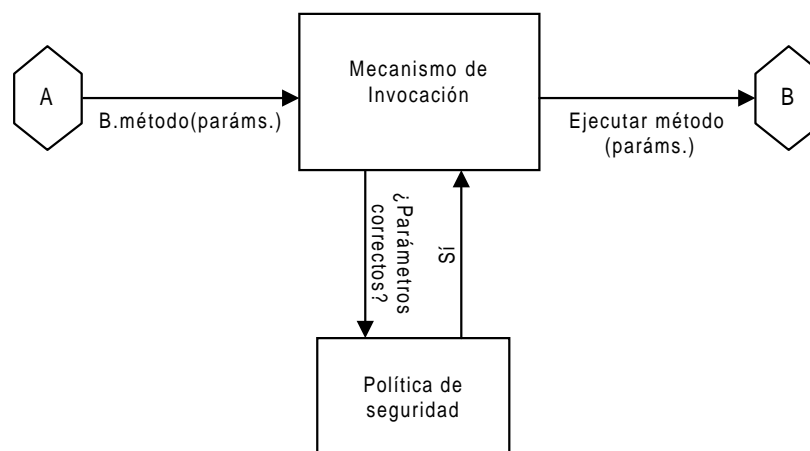 Mecanismo de
Invocación
A
B.método(paráms.)
Ejecutar método
(paráms.)
B
¿Parámetros
correctos?
Sí
Política de
seguridad